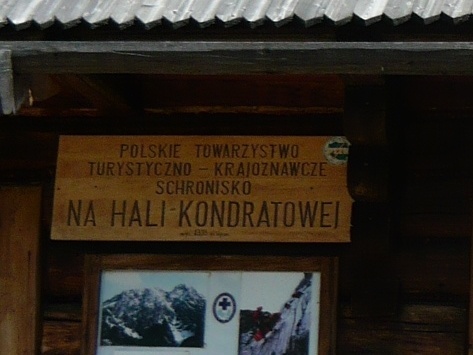 POLSKIE TOWARZYSTWO
TURYSTYCZNO - KRAJOZNAWCZE
SCHRONISKO
NA HALI-KONDRATOWEJ